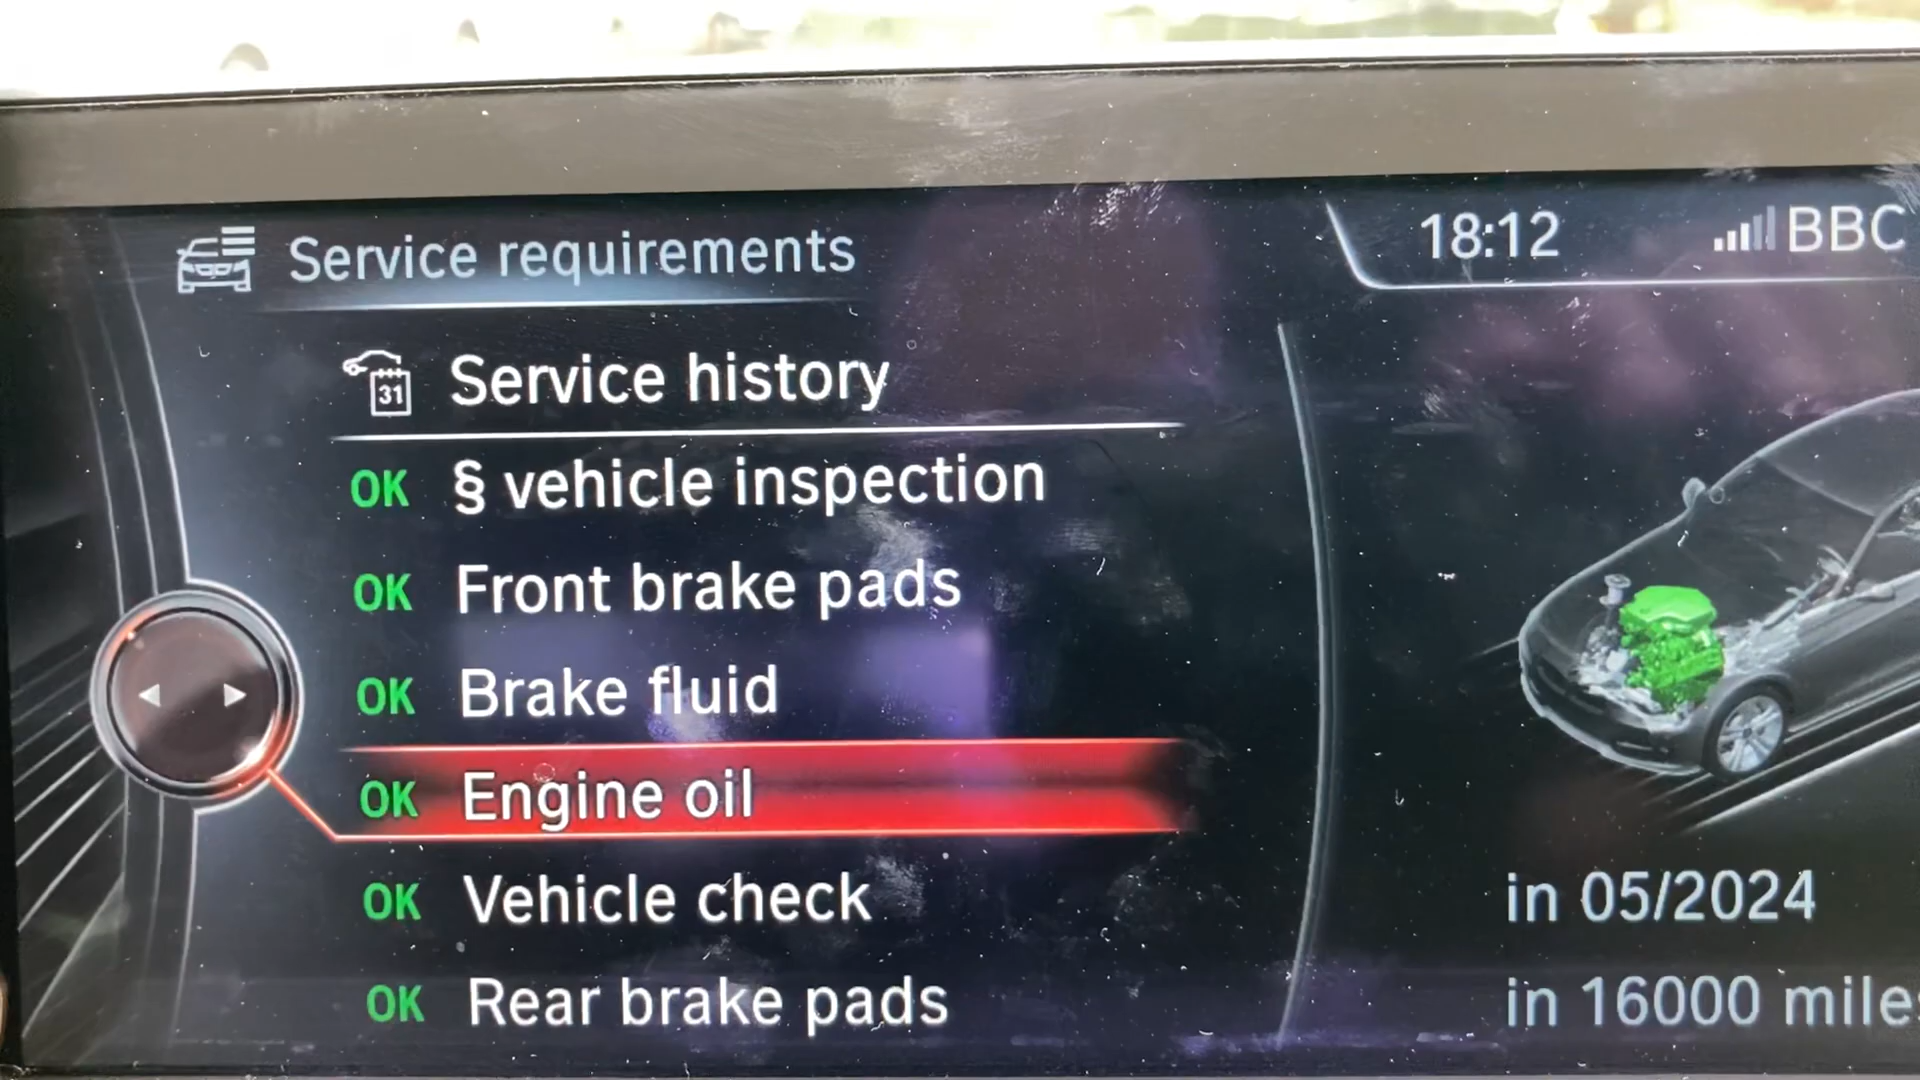 Service requirements
18:12
BBC
31
Service history
OK § vehicle inspection
OK Front brake pads
OK Brake fluid
OK Engine oil
OK Vehicle check
OK Rear brake pads
in 05/2024
in 16000 miles